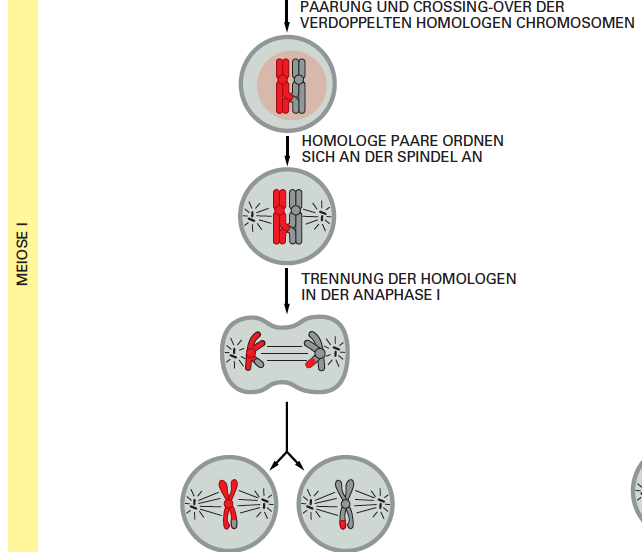 PAARUNG UND CROSSING-OVER DER
VERDOPPELTEN HOMOLOGEN CHROMOSOMEN
HOMOLOGE PAARE ORDNEN
SICH AN DER SPINDEL AN
MEIOSE I
TRENNUNG DER HOMOLOGEN
IN DER ANAPHASE I